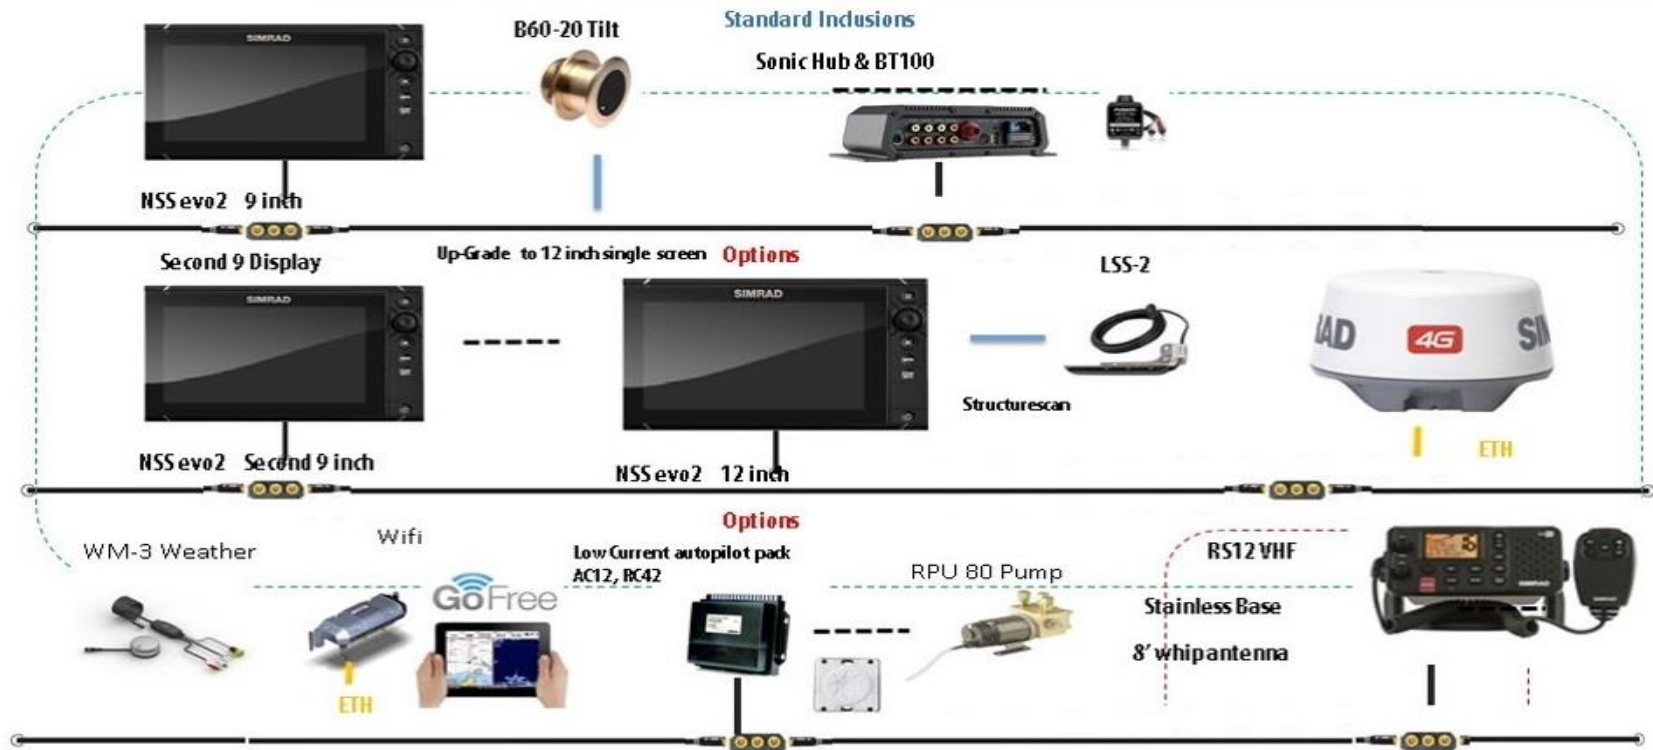 Standard Inclusions
B60-20 Tilt
Sonic Hub & BT100
SIMRAD
NSS evo2 9 inch
Up-Grade to 12 inch single screen
Options
Second 9 Display
LSS-2
SIMRAD
SIMRAD
RAD
4G
SIM
Structurescan
ETH
NSS evo2 Second 9 inch
NSS evo2 12 inch
Options
WM-3 Weather
Wifi
Low Current autopilot pack
AC12, RC42
RPU 80 Pump
RS12 VHF
GoFree
SIMRAD
Stainless Base
8' whip antenna
ETH